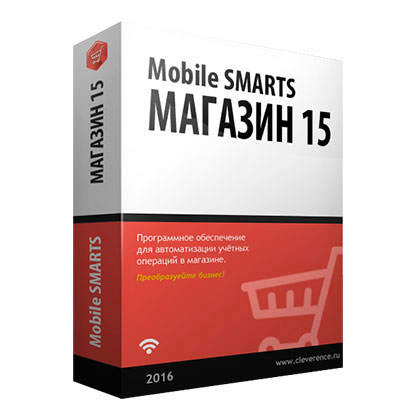 Mobile SMARTS
МАГАЗИН 15
Программное обеспечение
для автоматизации учётных
операций в магазине.
Преобразуйте бизнес!
www.cleverence.ru
МАГАЗИН 15
Mobile SMARTS
2016